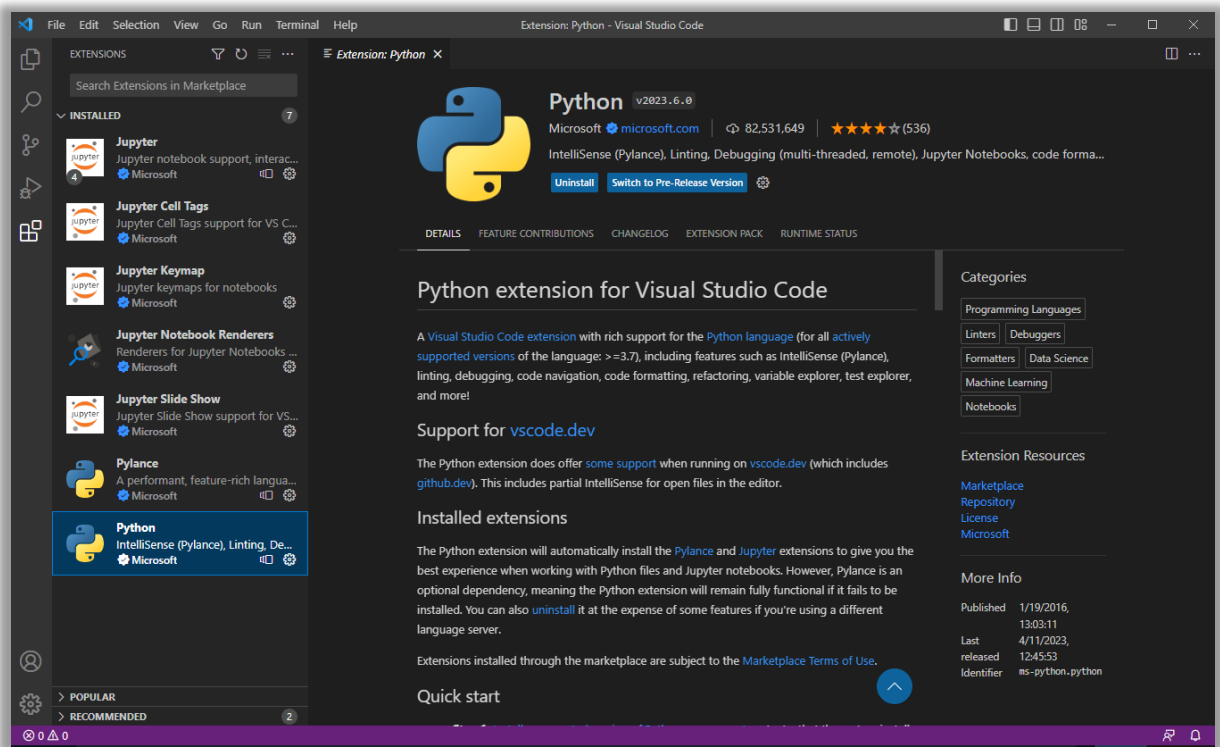 File Edit Selection View Go Run Terminal Help
Extension: Python - Visual Studio Code
EXTENSIONS
Search Extensions in Marketplace
INSTALLED
7
Jupyter
Jupyter notebook support, interac...
Microsoft
4
Jupyter Cell Tags
Jupyter Cell Tags support for VS C...
Microsoft
Jupyter Keymap
Jupyter keymaps for notebooks
Microsoft
Jupyter Notebook Renderers
Renderers for Jupyter Notebooks ...
Microsoft
Jupyter Slide Show
Jupyter Slide Show support for VS...
Microsoft
Pylance
A performant, feature-rich langua...
Microsoft
Python
IntelliSense (Pylance), Linting, De...
Microsoft
POPULAR
RECOMMENDED
2
Extension: Python
Python v2023.6.0
Microsoft microsoft.com 82,531,649 (536)
IntelliSense (Pylance), Linting, Debugging (multi-threaded, remote), Jupyter Notebooks, code forma...
Uninstall Switch to Pre-Release Version
DETAILS FEATURE CONTRIBUTIONS CHANGELOG EXTENSION PACK RUNTIME STATUS
Python extension for Visual Studio Code
A Visual Studio Code extension with rich support for the Python language (for all actively
supported versions of the language: >=3.7), including features such as IntelliSense (Pylance),
linting, debugging, code navigation, code formatting, refactoring, variable explorer, test explorer,
and more!
Support for vscode.dev
The Python extension does offer some support when running on vscode.dev (which includes
github.dev). This includes partial IntelliSense for open files in the editor.
Installed extensions
The Python extension will automatically install the Pylance and Jupyter extensions to give you the
best experience when working with Python files and Jupyter notebooks. However, Pylance is an
optional dependency, meaning the Python extension will remain fully functional if it fails to be
installed. You can also uninstall it at the expense of some features if you're using a different
language server.
Extensions installed through the marketplace are subject to the Marketplace Terms of Use.
Quick start
Categories
Programming Languages
Linters Debuggers
Formatters Data Science
Machine Learning
Notebooks
Extension Resources
Marketplace
Repository
License
Microsoft
More Info
Published 1/19/2016,
13:03:11
Last 4/11/2023,
released 12:45:53
Identifier ms-python.python
0 0